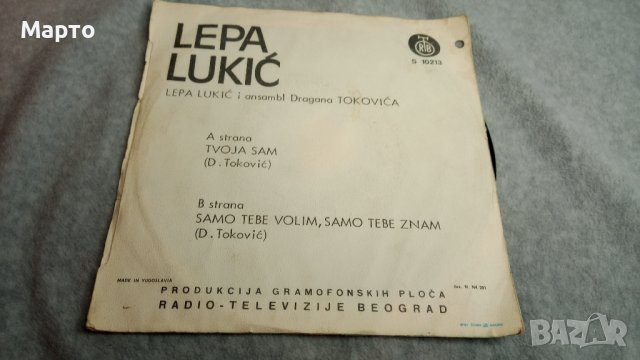 Марто
LEPA
LUKIĆ
RTB
S 10213
LEPA LUKIĆ i ansambl Dragana TOKOVIĆA
A strana
TVOJA SAM
(D. Toković)
B strana
SAMO TEBE VOLIM, SAMO TEBE ZNAM
(D. Toković)
MADE IN YUGOSLAVIA
PRODUKCIJA GRAMOFONSKIH PLOČA
RADIO-TELEVIZIJE BEOGRAD
BAZAR